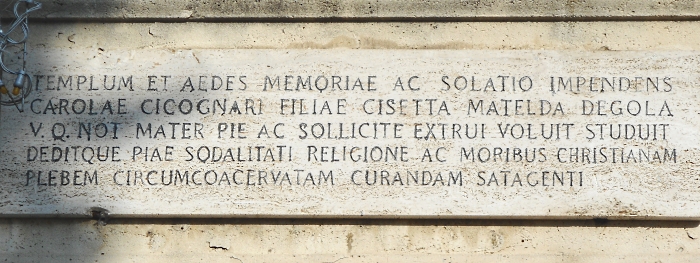 TEMPLUM ET AEDES MEMORIAE AC SOLATIO IMPENDENS
CAROLAE CICOGNARI FILIAE CISETTA MATELDA DEGOLA
V. Q. NOT MATER PIE AC SOLLICITE EXTRUI VOLUIT STUDUIT
DEDITQUE PIAE SODALITATI RELIGIONE AC MORIBUS CHRISTIANAM
PLEBEM CIRCUMCOACERVATAM CURANDAM SATAGENTI